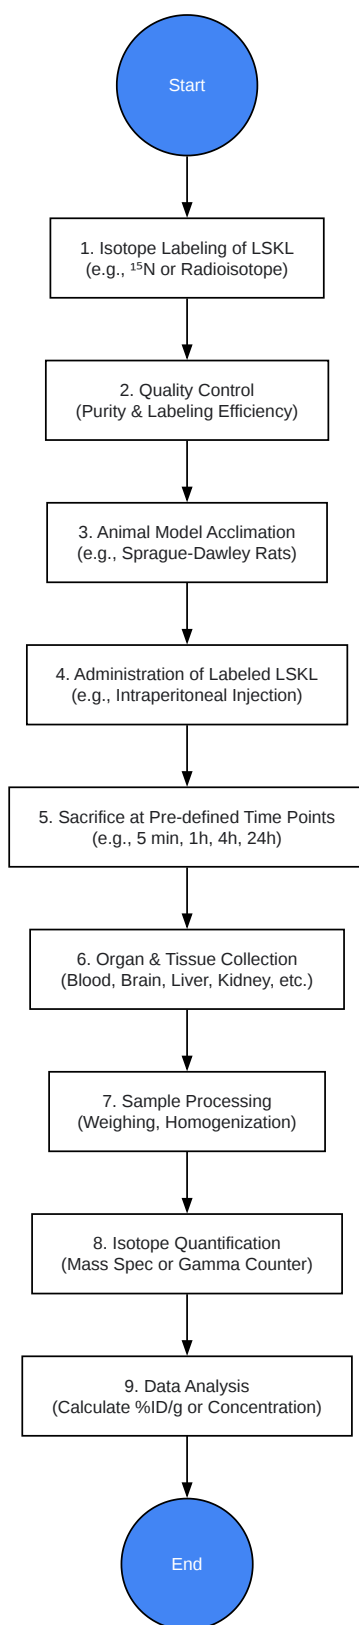 Start
1. Isotope Labeling of LSKL
(e.g., ¹⁵N or Radioisotope)
2. Quality Control
(Purity & Labeling Efficiency)
3. Animal Model Acclimation
(e.g., Sprague-Dawley Rats)
4. Administration of Labeled LSKL
(e.g., Intraperitoneal Injection)
5. Sacrifice at Pre-defined Time Points
(e.g., 5 min, 1h, 4h, 24h)
6. Organ & Tissue Collection
(Blood, Brain, Liver, Kidney, etc.)
7. Sample Processing
(Weighing, Homogenization)
8. Isotope Quantification
(Mass Spec or Gamma Counter)
9. Data Analysis
(Calculate %ID/g or Concentration)
End